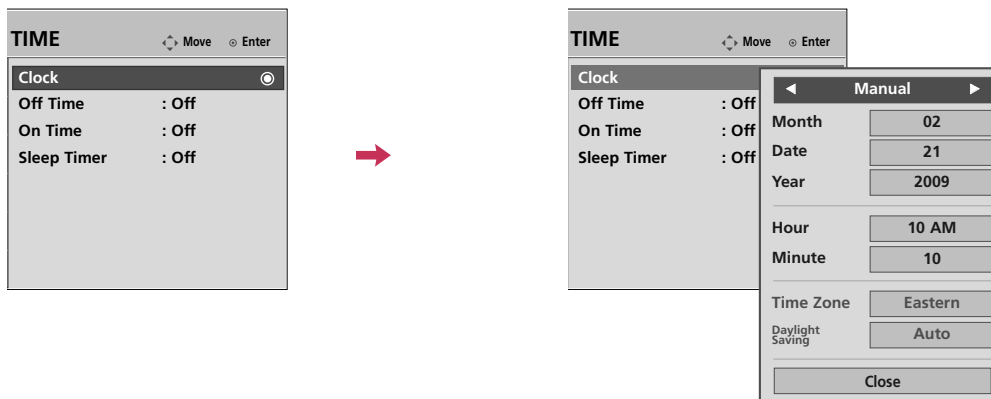 TIME Move Enter
Clock
Off Time : Off
On Time : Off
Sleep Timer : Off
TIME Move Enter
Clock
Off Time : Off
On Time : Off
Sleep Timer : Off
Manual
Month 02
Date 21
Year 2009
Hour 10 AM
Minute 10
Time Zone Eastern
Daylight
Saving Auto
Close